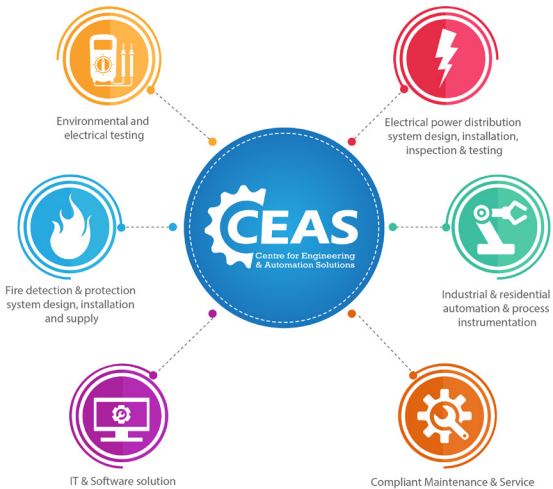 Environmental and
electrical testing
Electrical power distribution
system design, installation,
inspection & testing
CEAS
Centre for Engineering
& Automation Solutions
Fire detection & protection
system design, installation
and supply
Industrial & residential
automation & process
instrumentation
IT & Software solution
Compliant Maintenance & Service